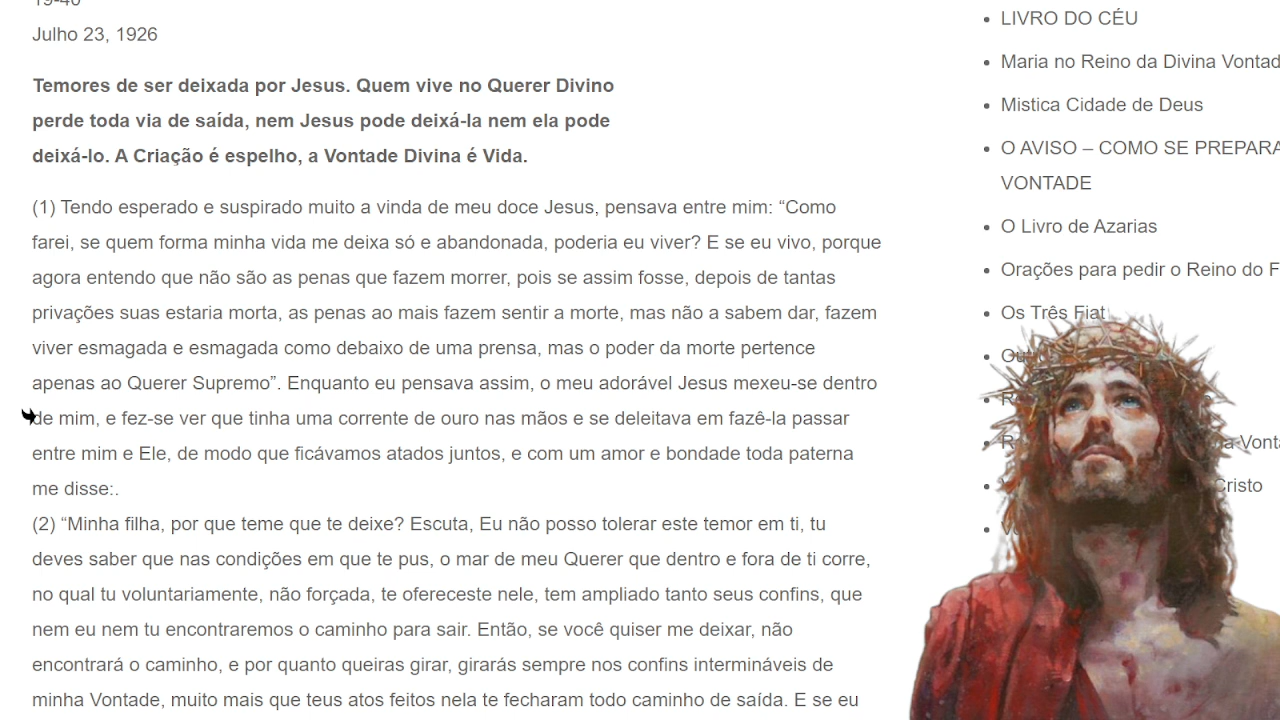 19-40
Julho 23, 1926
Temores de ser deixada por Jesus. Quem vive no Querer Divino
perde toda via de saída, nem Jesus pode deixá-la nem ela pode
deixá-lo. A Criação é espelho, a Vontade Divina é Vida.
(1) Tendo esperado e suspirado muito a vinda de meu doce Jesus, pensava entre mim: “Como
farei, se quem forma minha vida me deixa só e abandonada, poderia eu viver? E se eu vivo, porque
agora entendo que não são as penas que fazem morrer, pois se assim fosse, depois de tantas
privações suas estaria morta, as penas ao mais fazem sentir a morte, mas não a sabem dar, fazem
viver esmagada e esmagada como debaixo de uma prensa, mas o poder da morte pertence
apenas ao Querer Supremo”. Enquanto eu pensava assim, o meu adorável Jesus mexeu-se dentro
de mim, e fez-se ver que tinha uma corrente de ouro nas mãos e se deleitava em fazê-la passar
entre mim e Ele, de modo que ficávamos atados juntos, e com um amor e bondade toda paterna
me disse:.
(2) “Minha filha, por que teme que te deixe? Escuta, Eu não posso tolerar este temor em ti, tu
deves saber que nas condições em que te pus, o mar de meu Querer que dentro e fora de ti corre,
no qual tu voluntariamente, não forçada, te ofereceste nele, tem ampliado tanto seus confins, que
nem eu nem tu encontraremos o caminho para sair. Então, se você quiser me deixar, não
encontrará o caminho, e por quanto queiras girar, girarás sempre nos confins intermináveis de
minha Vontade, muito mais que teus atos feitos nela te fecharam todo caminho de saída. E se eu
LIVRO DO CÉU
Maria no Reino da Divina Vontad
Mistica Cidade de Deus
O AVISO – COMO SE PREPARA
VONTADE
O Livro de Azarias
Orações para pedir o Reino do F
Os Três Fiat
Cristo